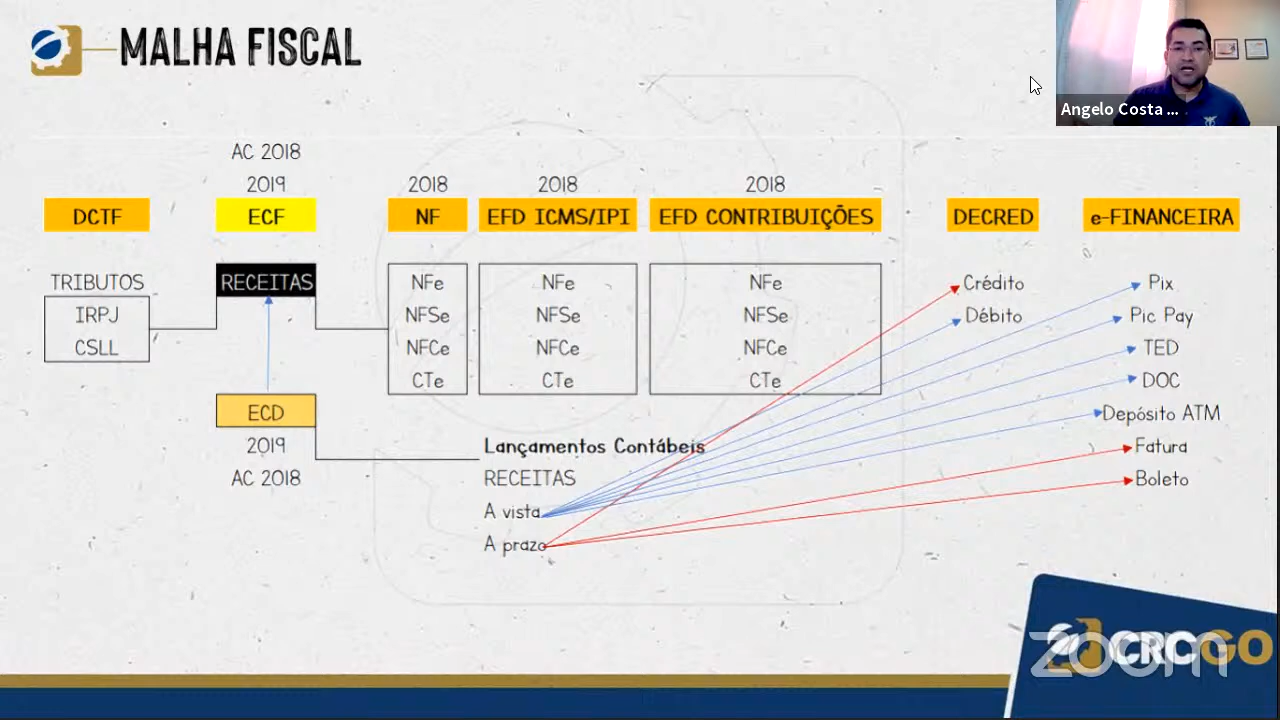 MALHA FISCAL
Angelo Costa ...
AC 2018
2019
2018
2018
2018
DCTF
ECF
NF
EFD ICMS/IPI
EFD CONTRIBUIÇÕES
DECRED
e-FINANCEIRA
TRIBUTOS
IRPJ
CSLL
RECEITAS
ECD
2019
AC 2018
NFe
NFSe
NFCe
CTe
NFe
NFSe
NFCe
CTe
NFe
NFSe
NFCe
CTe
Lançamentos Contábeis
RECEITAS
A vista
A prazo
Crédito
Débito
Pix
Pic Pay
TED
DOC
Depósito ATM
Fatura
Boleto
CRCGO
zoom